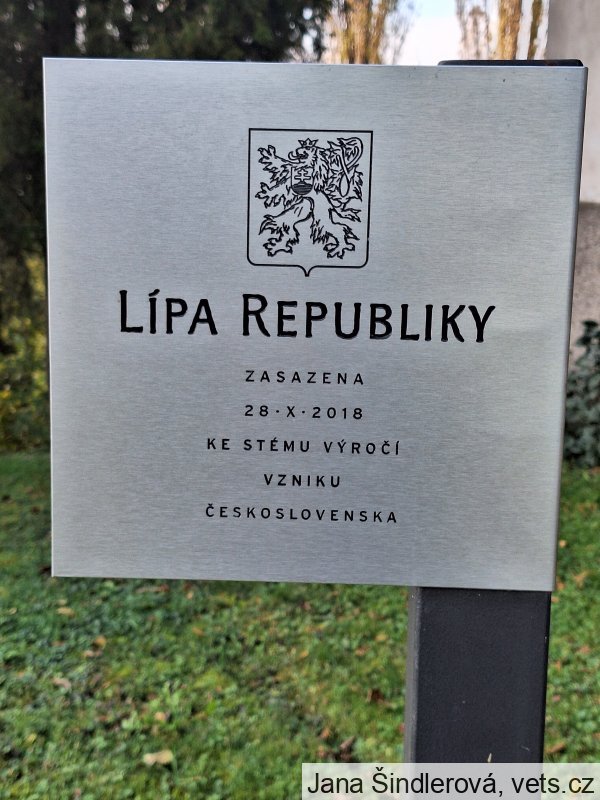 LÍPA REPUBLIKY
ZASAZENA
28·X·2018
KE STÉMU VÝROČÍ
VZNIKU
ČESKOSLOVENSKA
Jana Šindlerová, vets.cz